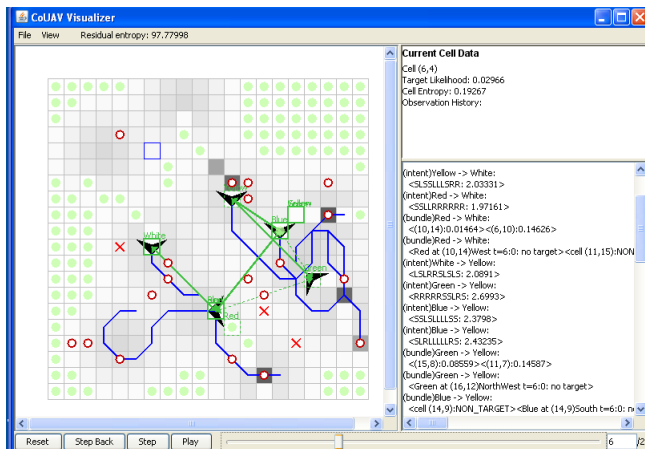 CoUAV Visualizer
File View Residual entropy: 97.77998
Current Cell Data
Cell (6,4)
Target Likelihood: 0.02966
Cell Entropy: 0.19267
Observation History:
(intent)Yellow -> White:
<SLSSLLLSRR: 2.03331>
(intent)Red -> White:
<SSLLRRRRRR: 1.97161>
(bundle)Red -> White:
<(10,14):0.01464><(6,10):0.14626>
(bundle)Red -> White:
<Red at (10,14)West t=6:0: no target><cell (11,15):NON
(intent)White -> Yellow:
<LSLRRSSLSLS: 2.0891>
(intent)Green -> Yellow:
<RRRRRSSLRS: 2.6993>
(intent)Blue -> Yellow:
<SSLSLLLLSS: 2.3798>
(intent)Blue -> Yellow:
<SLRLLLLLRS: 2.43235>
(bundle)Green -> Yellow:
<(15,8):0.08559><(11,7):0.14587>
(bundle)Green -> Yellow:
<Green at (16,12)NorthWest t=6:0: no target>
(bundle)Blue -> Yellow:
<cell (14,9):NON_TARGET><Blue at (14,9)South t=6:0: no
White
Blue
Green
Red
Reset Step Back Step Play 6 /2